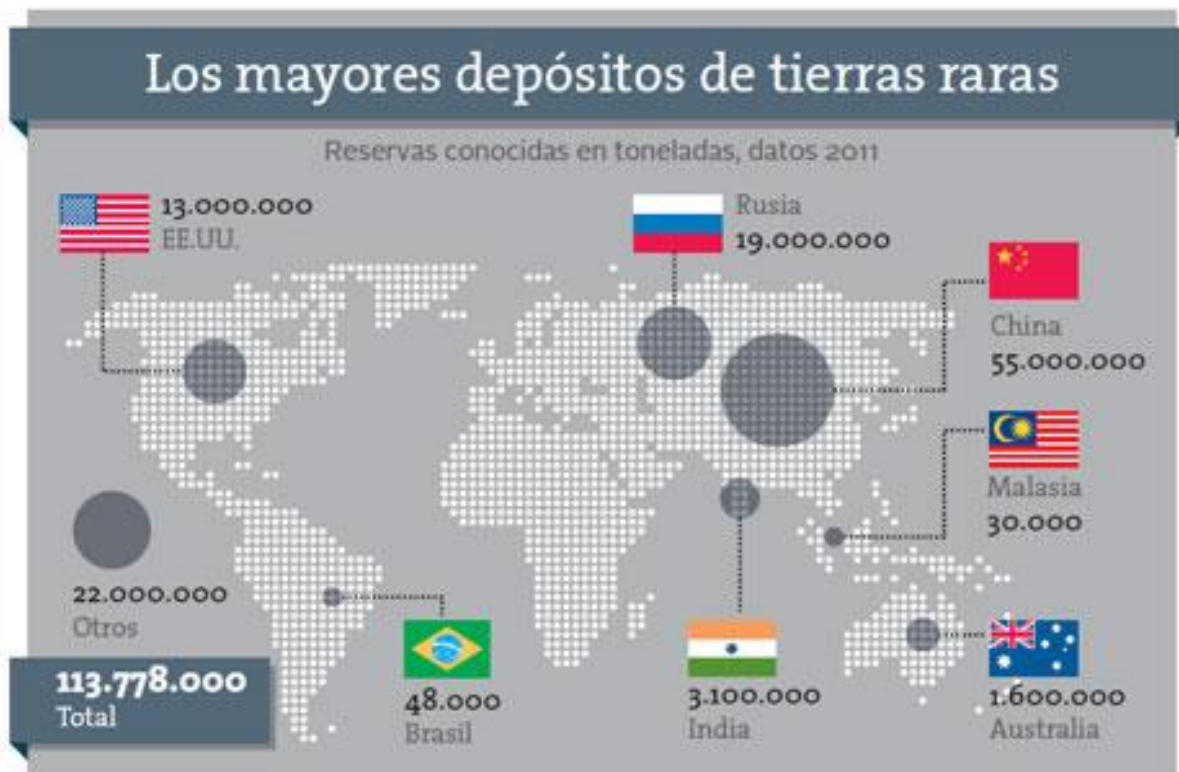 Los mayores depósitos de tierras raras
Reservas conocidas en toneladas, datos 2011
13.000.000
EE.UU.
Rusia
19.000.000
China
55.000.000
Malasia
30.000
22.000.000
Otros
113.778.000
Total
48.000
Brasil
3.100.000
India
1.600.000
Australia